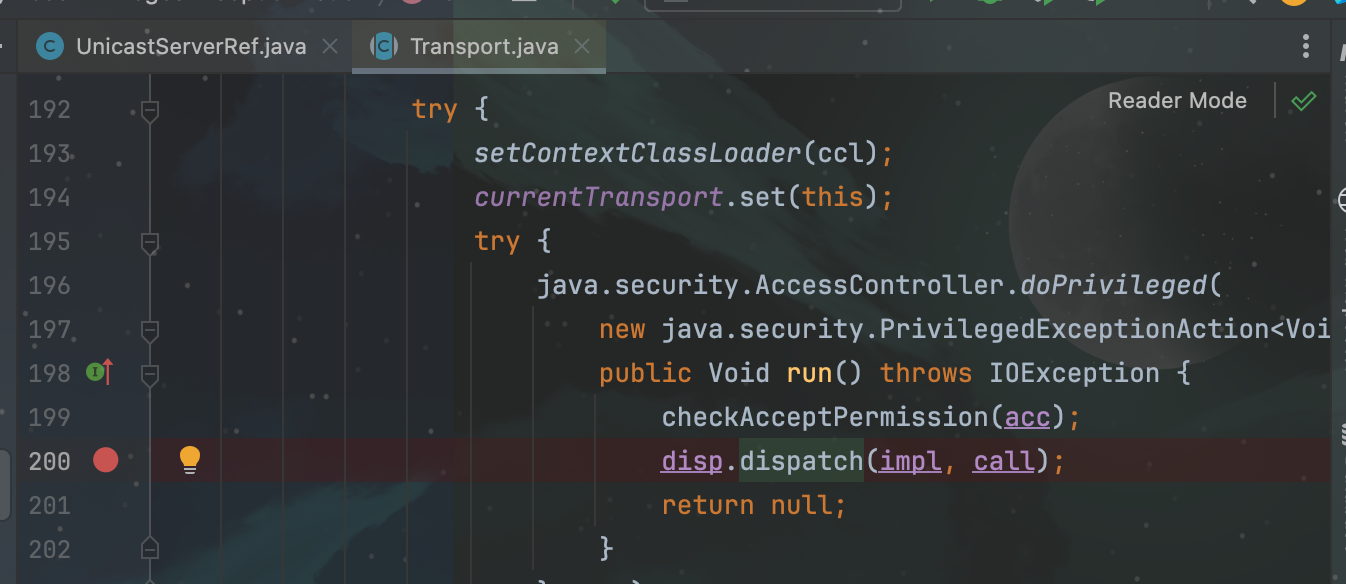 UnicastServerRef.java
Transport.java
Reader Mode
192 try {
193 setContextClassLoader(ccl);
194 currentTransport.set(this);
195 try {
196 java.security.AccessController.doPrivileged(
197 new java.security.PrivilegedExceptionAction<Voi
198 public Void run() throws IOException {
199 checkAcceptPermission(acc);
200 disp.dispatch(impl, call);
201 return null;
202 }